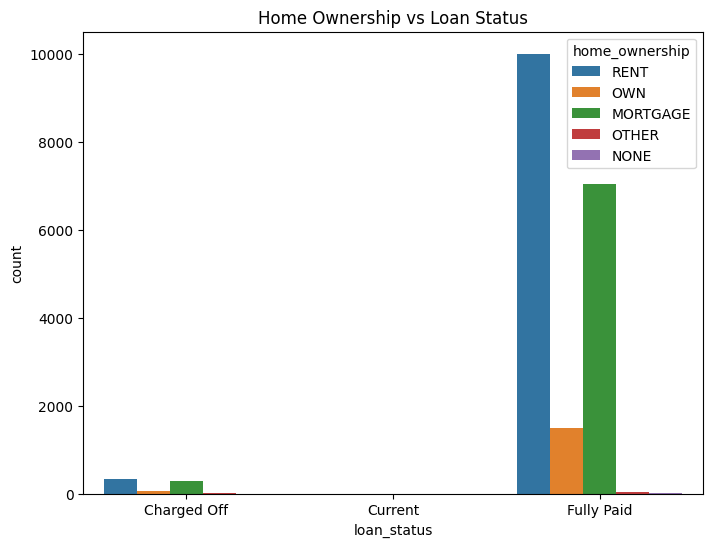 Home Ownership vs Loan Status
home_ownership
RENT
OWN
MORTGAGE
OTHER
NONE
10000
8000
6000
4000
2000
0
count
Charged Off
Current
Fully Paid
loan_status